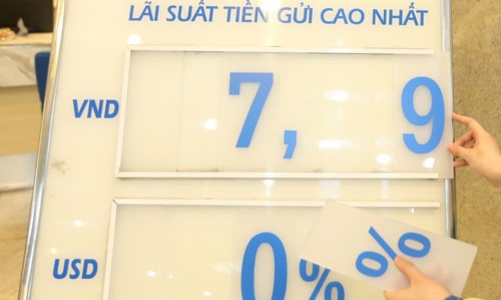 LÃI SUẤT TIỀN GỬI CAO NHẤT
VND 7,9
USD 0% %